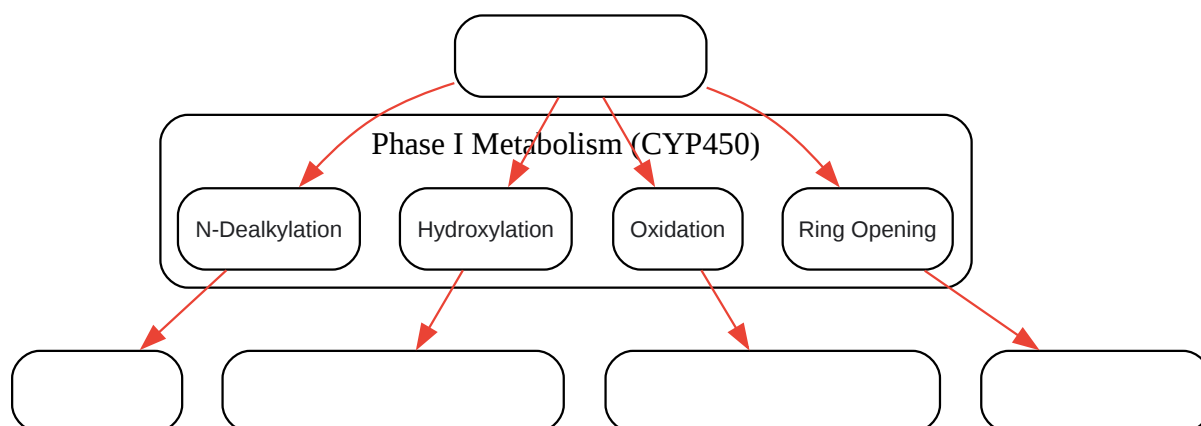 Phase I Metabolism (CYP450)
N-Dealkylation
Hydroxylation
Oxidation
Ring Opening